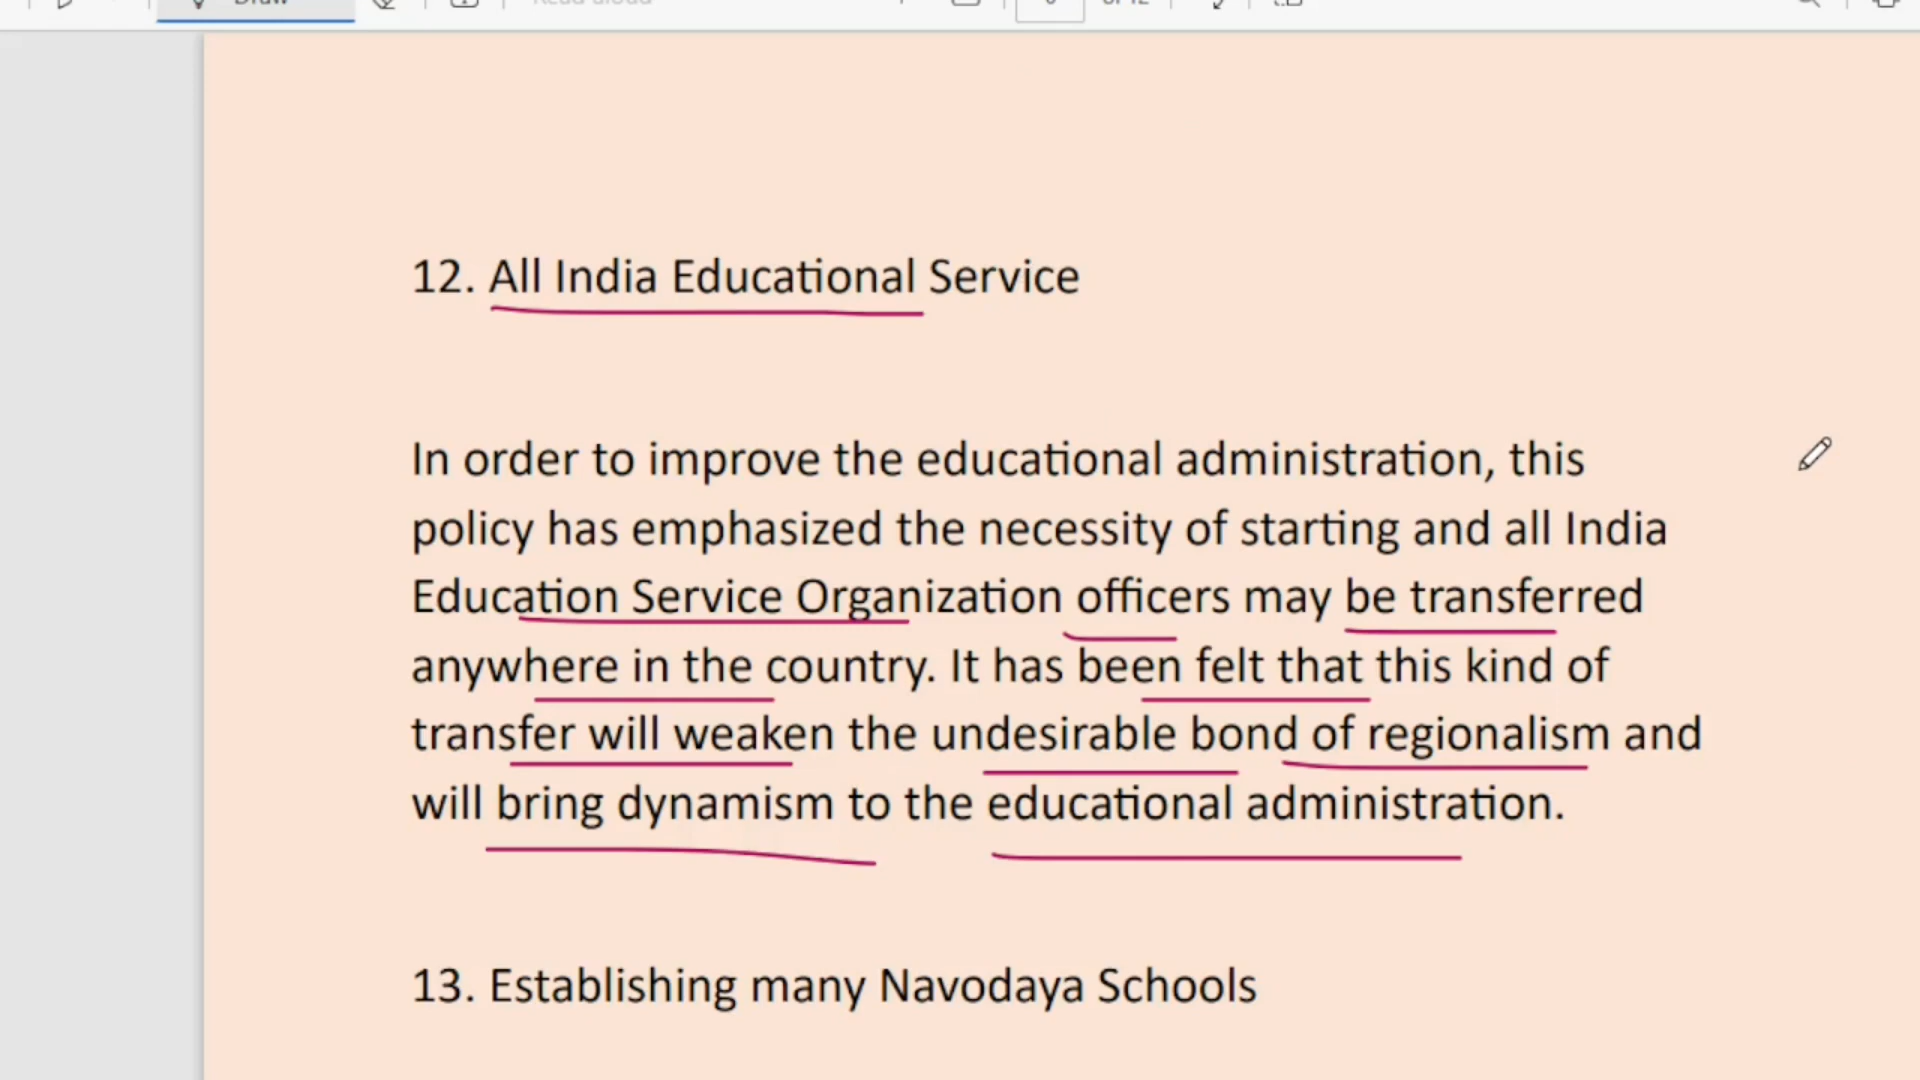 Draw
Read aloud
12. All India Educational Service
In order to improve the educational administration, this
policy has emphasized the necessity of starting and all India
Education Service Organization officers may be transferred
anywhere in the country. It has been felt that this kind of
transfer will weaken the undesirable bond of regionalism and
will bring dynamism to the educational administration.
13. Establishing many Navodaya Schools